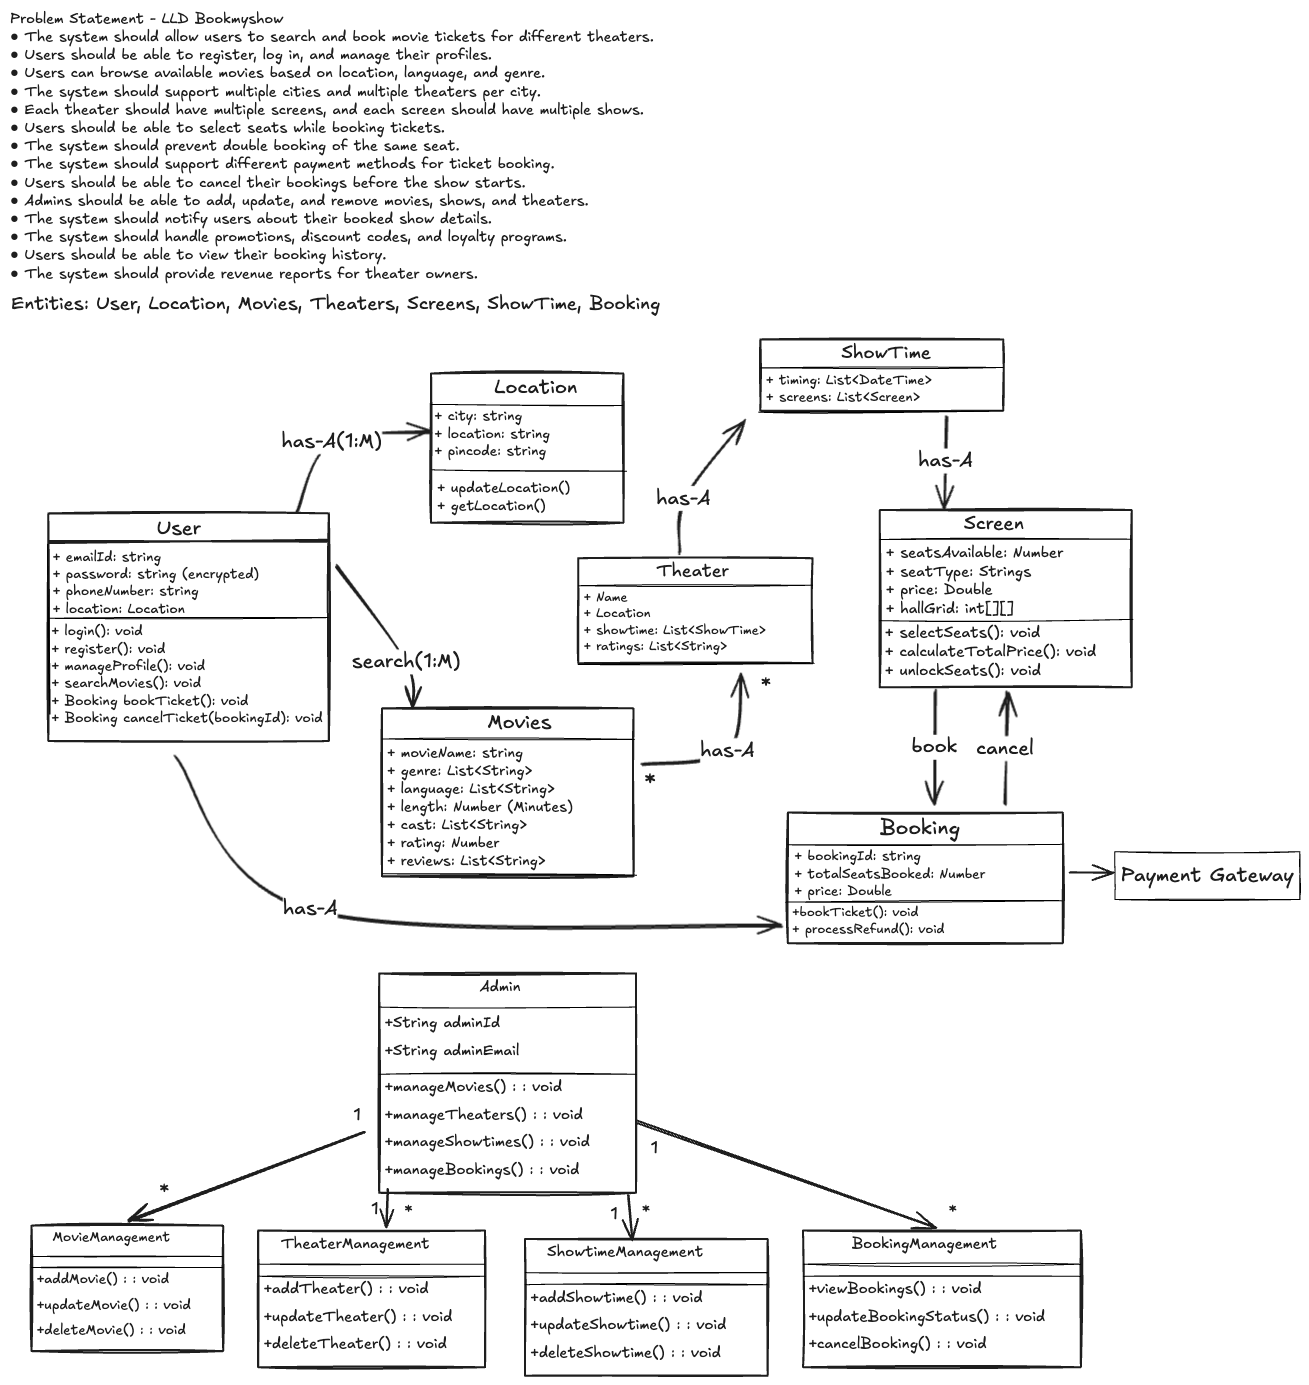 Problem Statement - LLD Bookmyshow
• The system should allow users to search and book movie tickets for different theaters.
• Users should be able to register, log in, and manage their profiles.
• Users can browse available movies based on location, language, and genre.
• The system should support multiple cities and multiple theaters per city.
• Each theater should have multiple screens, and each screen should have multiple shows.
• Users should be able to select seats while booking tickets.
• The system should prevent double booking of the same seat.
• The system should support different payment methods for ticket booking.
• Users should be able to cancel their bookings before the show starts.
• Admins should be able to add, update, and remove movies, shows, and theaters.
• The system should notify users about their booked show details.
• The system should handle promotions, discount codes, and loyalty programs.
• Users should be able to view their booking history.
• The system should provide revenue reports for theater owners.
Entities: User, Location, Movies, Theaters, Screens, ShowTime, Booking
ShowTime
+ timing: List<DateTime>
+ screens: List<Screen>
Location
+ city: string
+ location: string
+ pincode: string
+ updateLocation()
+ getLocation()
has-A(1:M)
has-A
has-A
User
+ emailId: string
+ password: string (encrypted)
+ phoneNumber: string
+ location: Location
+ login(): void
+ register(): void
+ manageProfile(): void
+ searchMovies(): void
+ Booking bookTicket(): void
+ Booking cancelTicket(bookingId): void
Theater
+ Name
+ Location
+ showtime: List<ShowTime>
+ ratings: List<String>
Screen
+ seatsAvailable: Number
+ seatType: Strings
+ price: Double
+ hallGrid: int[][]
+ selectSeats(): void
+ calculateTotalPrice(): void
+ unlockSeats(): void
search(1:M)
*
Movies
+ movieName: string
+ genre: List<String>
+ language: List<String>
+ length: Number (Minutes)
+ cast: List<String>
+ rating: Number
+ reviews: List<String>
has-A
*
book
cancel
Booking
+ bookingId: string
+ totalSeatsBooked: Number
+ price: Double
+bookTicket(): void
+ processRefund(): void
Payment Gateway
has-A
Admin
+String adminId
+String adminEmail
+manageMovies() : : void
+manageTheaters() : : void
+manageShowtimes() : : void
+manageBookings() : : void
1
1
*
1
*
1
*
*
MovieManagement
+addMovie() : : void
+updateMovie() : : void
+deleteMovie() : : void
TheaterManagement
+addTheater() : : void
+updateTheater() : : void
+deleteTheater() : : void
ShowtimeManagement
+addShowtime() : : void
+updateShowtime() : : void
+deleteShowtime() : : void
BookingManagement
+viewBookings() : : void
+updateBookingStatus() : : void
+cancelBooking() : : void